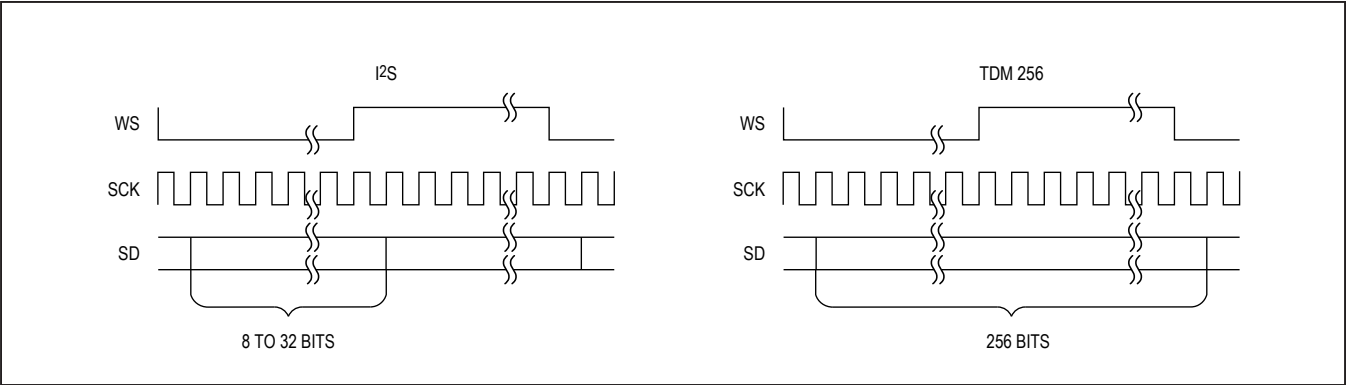 I2S
WS
SCK
SD
8 TO 32 BITS
TDM 256
WS
SCK
SD
256 BITS